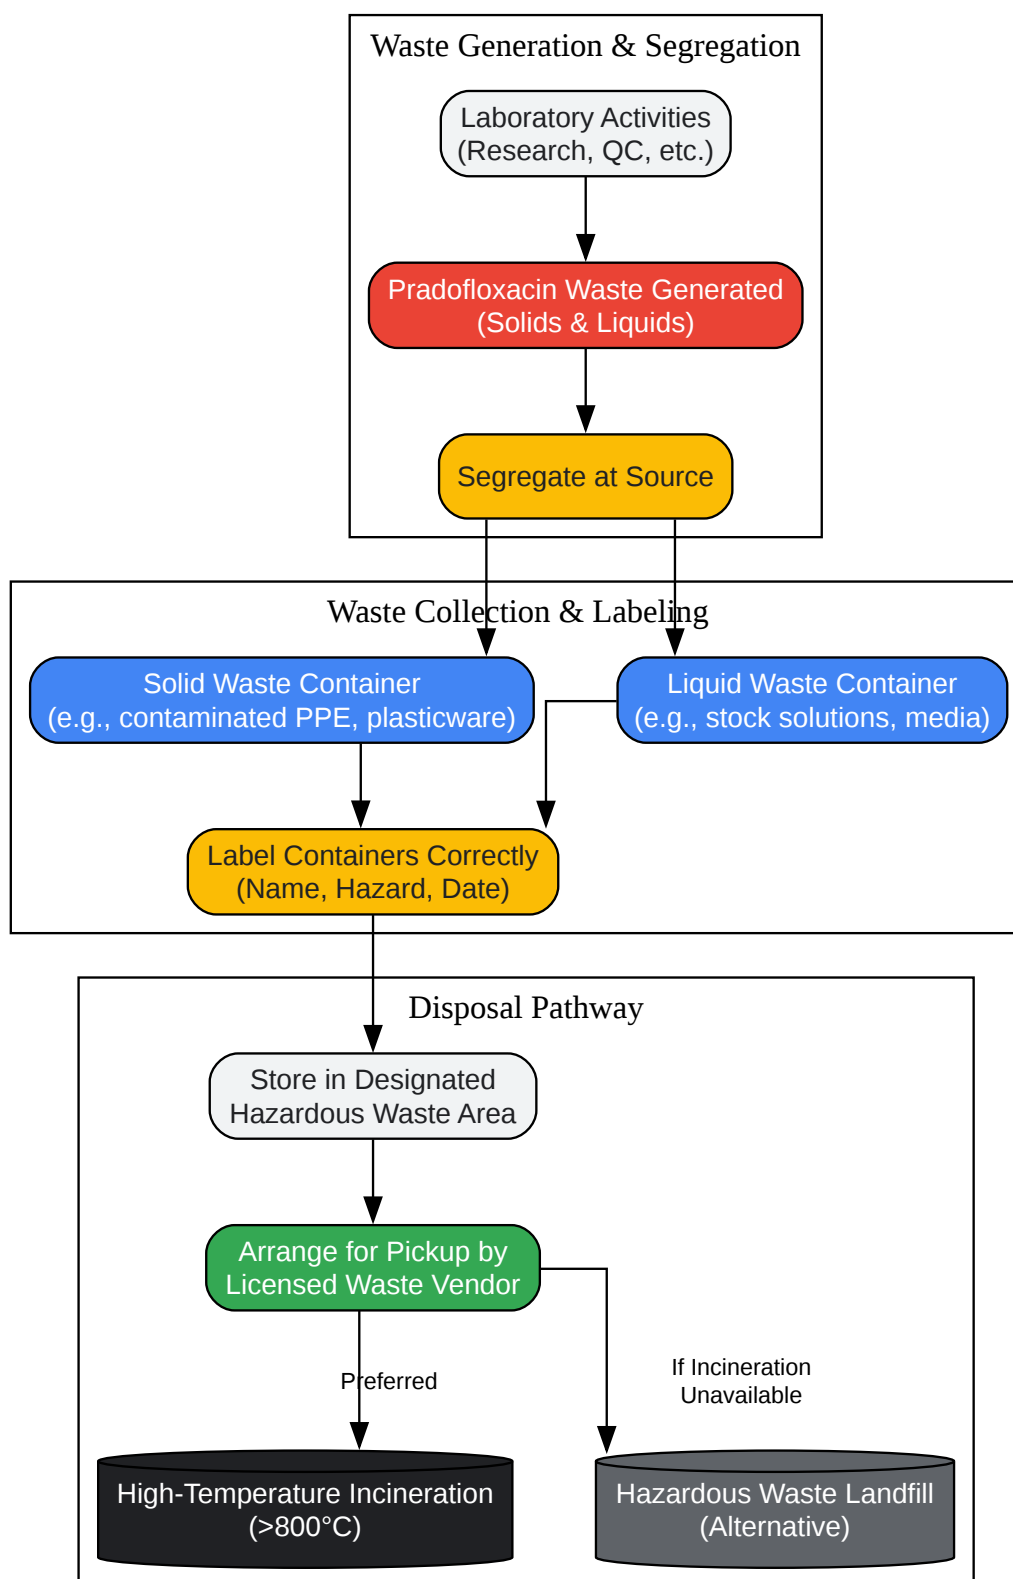 Waste Generation & Segregation
Laboratory Activities
(Research, QC, etc.)
Pradofloxacin Waste Generated
(Solids & Liquids)
Segregate at Source
Waste Collection & Labeling
Solid Waste Container
(e.g., contaminated PPE, plasticware)
Liquid Waste Container
(e.g., stock solutions, media)
Label Containers Correctly
(Name, Hazard, Date)
Disposal Pathway
Store in Designated
Hazardous Waste Area
Arrange for Pickup by
Licensed Waste Vendor
Preferred
If Incineration
Unavailable
High-Temperature Incineration
(>800°C)
Hazardous Waste Landfill
(Alternative)